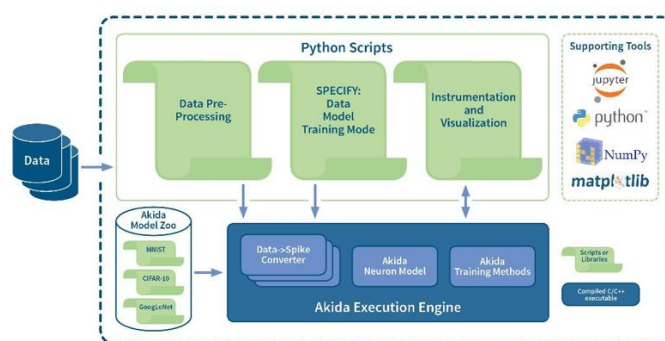 Python Scripts
Supporting Tools
Data Pre-
Processing
SPECIFY:
Data
Model
Training Mode
Instrumentation
and
Visualization
jupyter
python™
NumPy
matplotlib
Data
Akida
Model Zoo
MNIST
CIFAR-10
GoogLeNet
Data->Spike
Converter
Akida
Neuron Model
Akida
Training Methods
Akida Execution Engine
Scripts or
Libraries
Compiled C/C++
executable